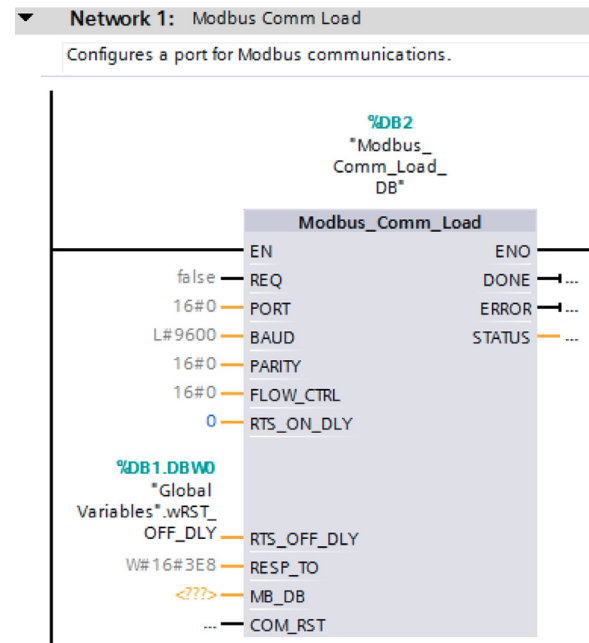 Network 1: Modbus Comm Load
Configures a port for Modbus communications.
%DB2
"Modbus_
Comm_Load_
DB"
Modbus_Comm_Load
EN ENO
false REQ DONE ...
16#0 PORT ERROR ...
L#9600 BAUD STATUS ...
16#0 PARITY
16#0 FLOW_CTRL
0 RTS_ON_DLY
%DB1.DBW0
"Global
Variables".wRST_
OFF_DLY RTS_OFF_DLY
W#16#3E8 RESP_TO
<???> MB_DB
... COM_RST